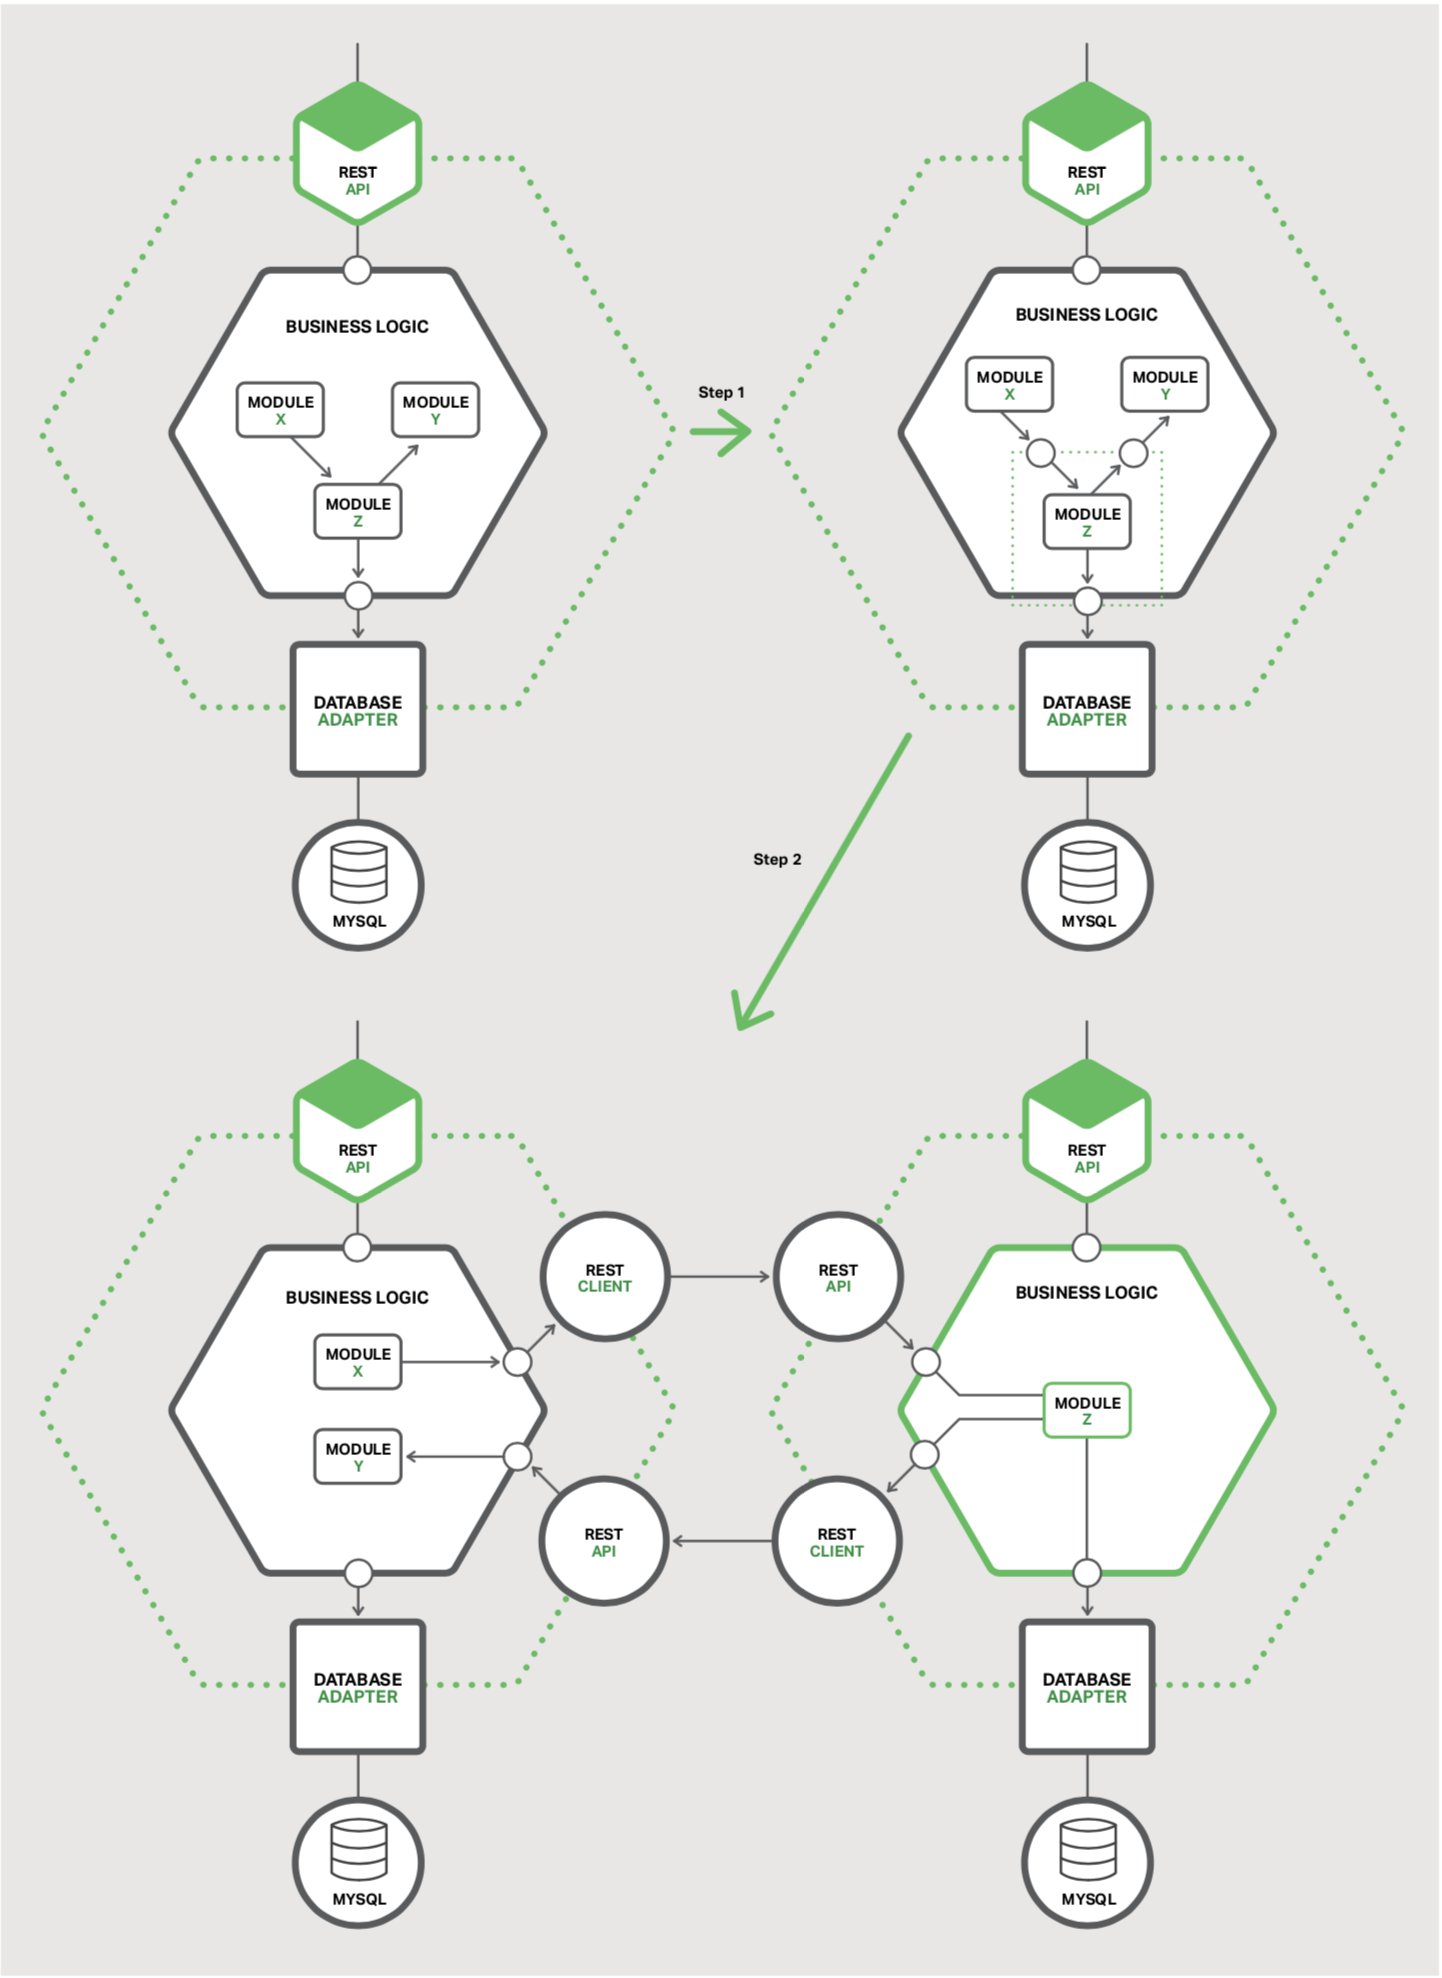 REST
API
BUSINESS LOGIC
MODULE
X
MODULE
Y
MODULE
Z
DATABASE
ADAPTER
MYSQL
Step 1
REST
API
BUSINESS LOGIC
MODULE
X
MODULE
Y
MODULE
Z
DATABASE
ADAPTER
MYSQL
Step 2
REST
API
BUSINESS LOGIC
MODULE
X
MODULE
Y
REST
CLIENT
REST
API
DATABASE
ADAPTER
MYSQL
REST
API
REST
API
BUSINESS LOGIC
MODULE
Z
REST
CLIENT
DATABASE
ADAPTER
MYSQL